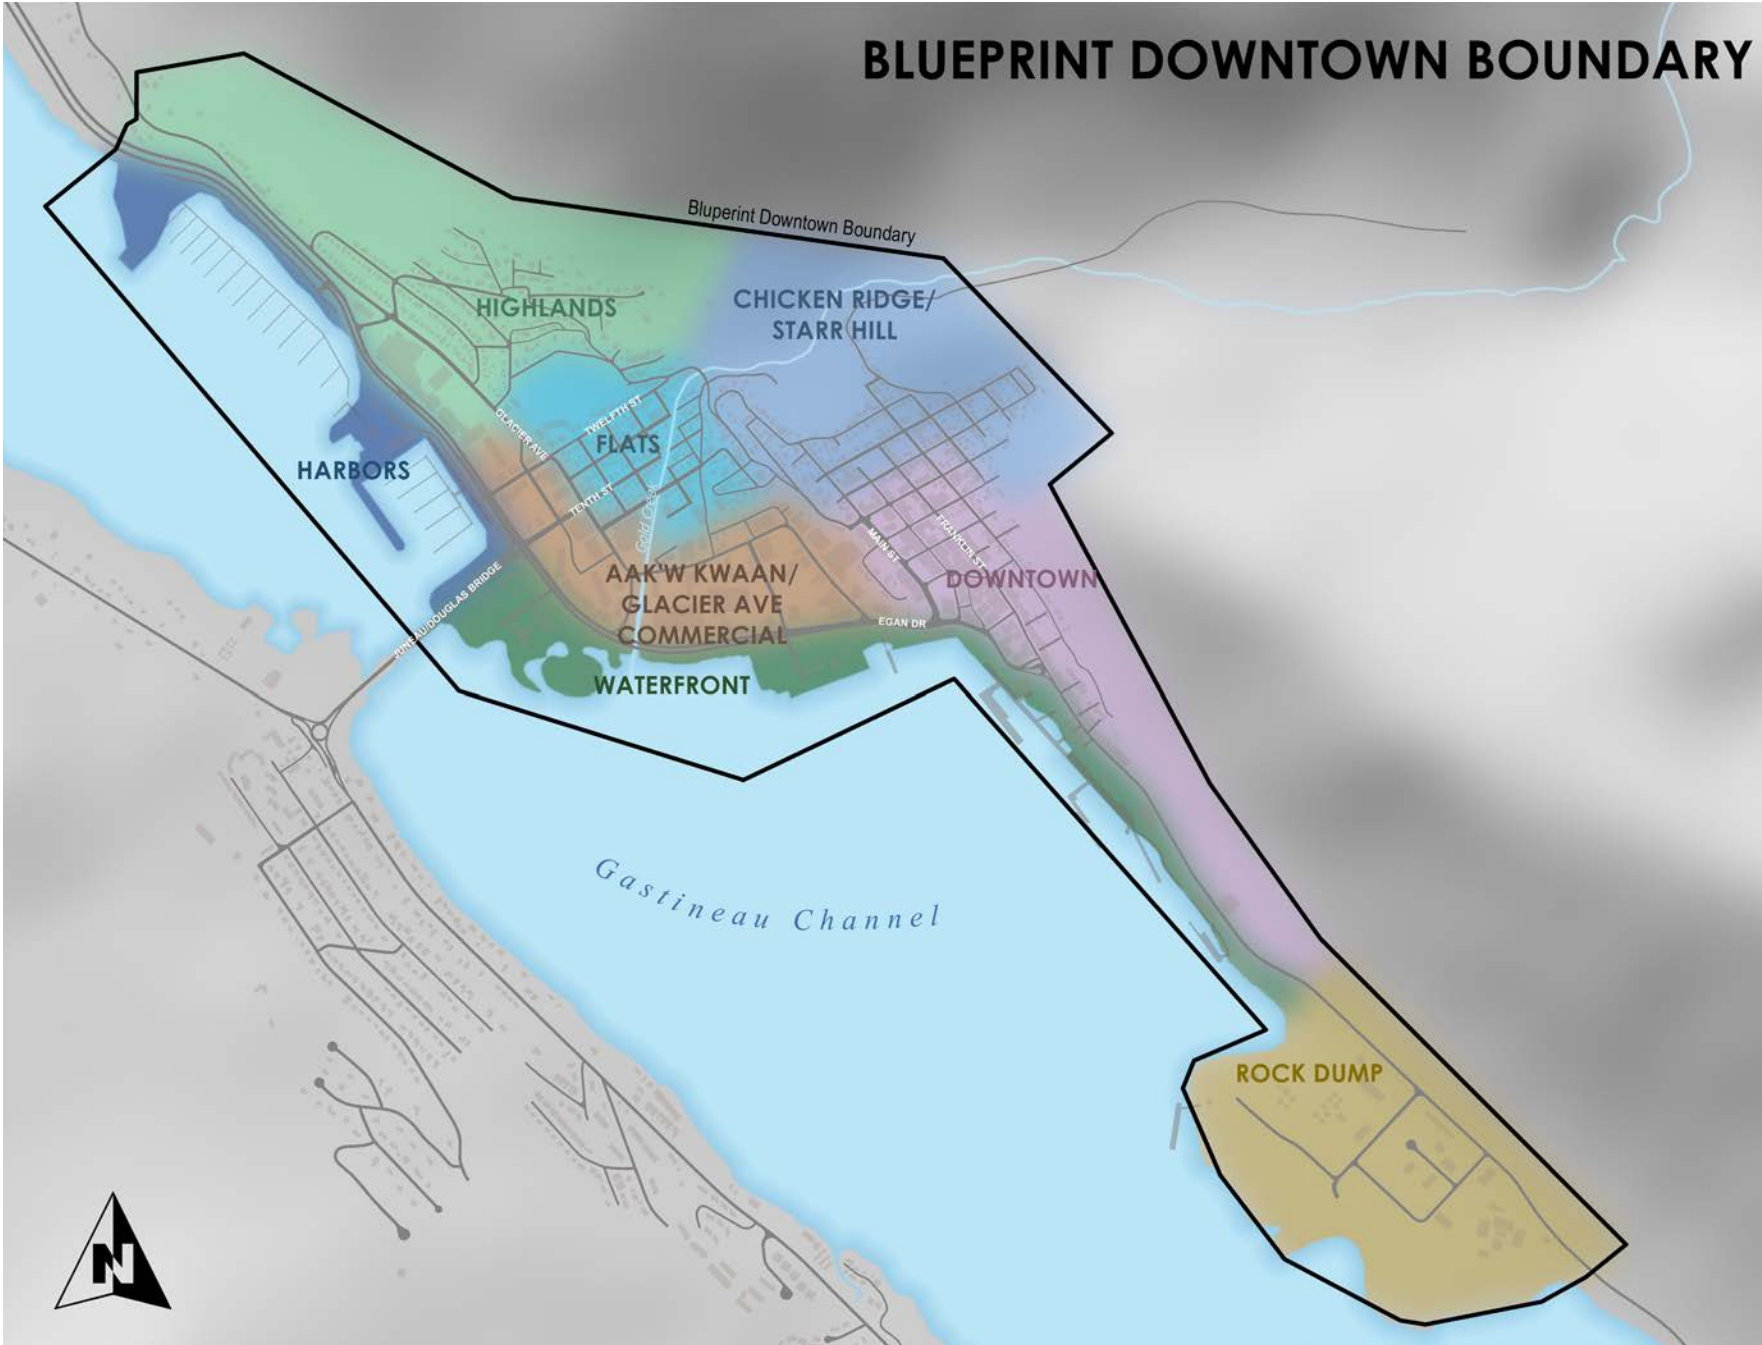 BLUEPRINT DOWNTOWN BOUNDARY
Bluperint Downtown Boundary
HIGHLANDS
CHICKEN RIDGE/
STARR HILL
GLACIER AVE
TWELFTH ST
FLATS
HARBORS
TENTH ST
Gold Creek
MAIN ST
FRANKLIN ST
DOWNTOWN
AAK'W KWAAN/
GLACIER AVE
COMMERCIAL
JUNEAU/DOUGLAS BRIDGE
EGAN DR
WATERFRONT
Gastineau Channel
ROCK DUMP
N